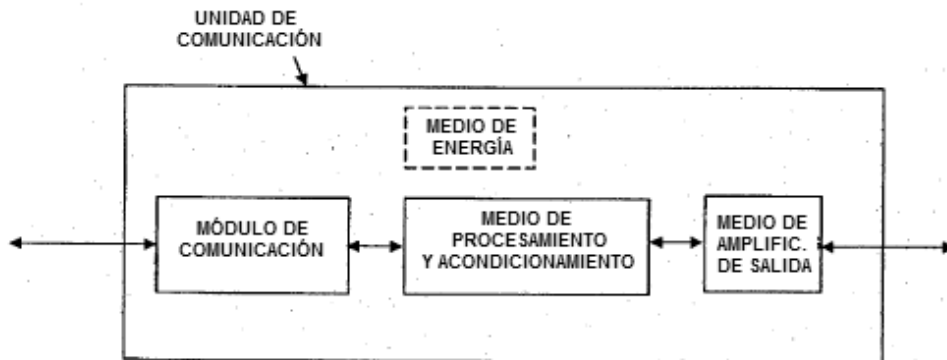 UNIDAD DE
COMUNICACIÓN
MEDIO DE
ENERGÍA
MÓDULO DE
COMUNICACIÓN
MEDIO DE
PROCESAMIENTO
Y ACONDICIONAMIENTO
MEDIO DE
AMPLIFIC.
DE SALIDA